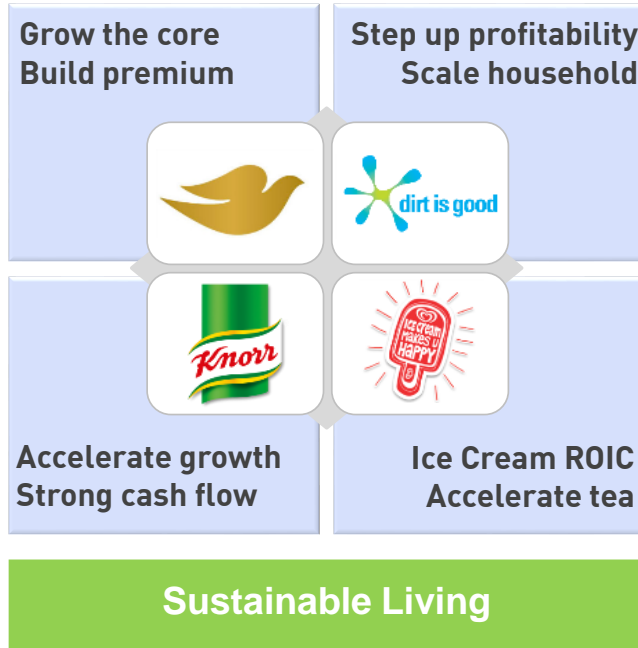 Grow the core
Build premium
Step up profitability
Scale household
dirt is good
Knorr
ice cream
makes u
HAPPY
Accelerate growth
Strong cash flow
Ice Cream ROIC
Accelerate tea
Sustainable Living